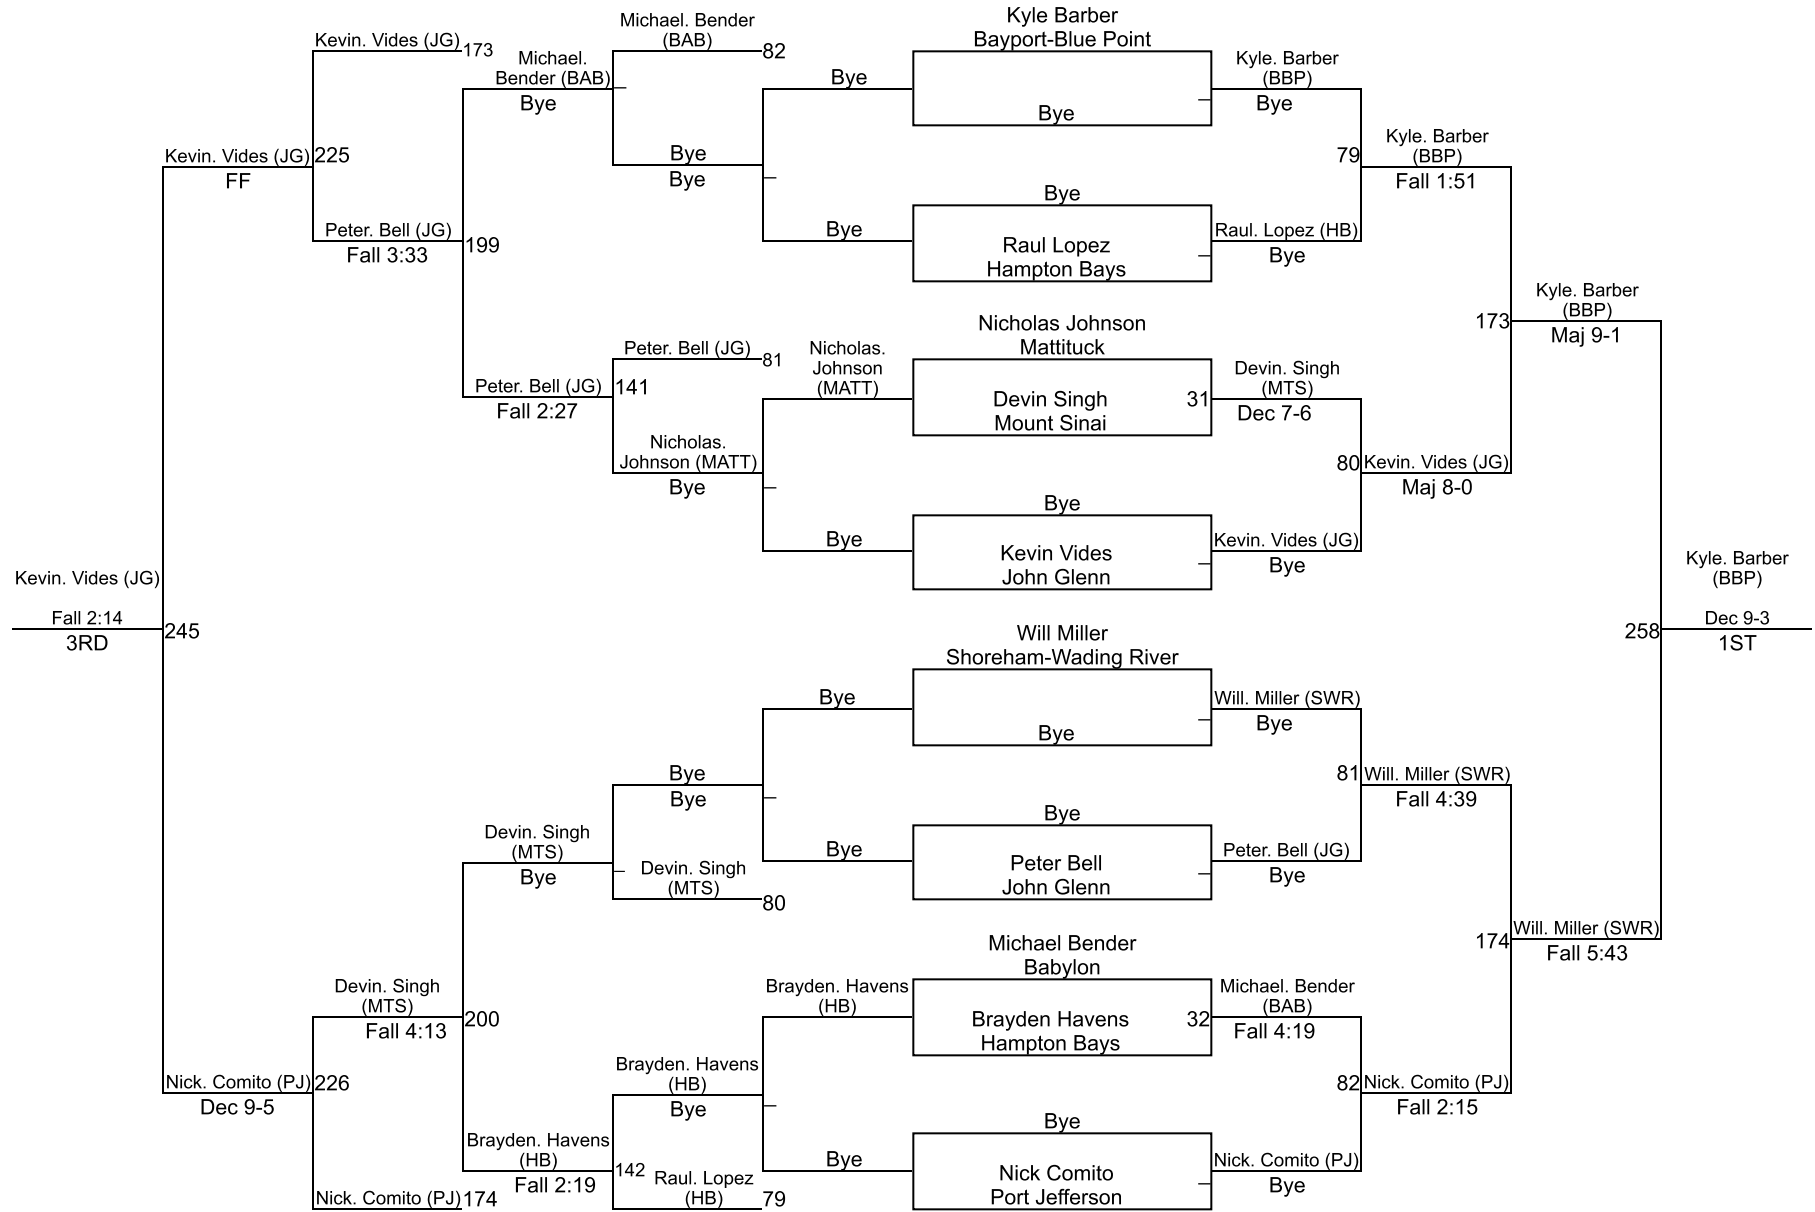 Kyle Barber
Bayport-Blue Point
Michael. Bender
(BAB)
82
Kevin. Vides (JG)
173
Michael.
Bender (BAB)
Bye
Bye
Bye
Kyle. Barber
(BBP)
Bye
Kevin. Vides (JG)
225
FF
Bye
Bye
79
Kyle. Barber
(BBP)
Fall 1:51
Peter. Bell (JG)
Fall 3:33
199
Bye
Bye
Raul Lopez
Hampton Bays
Raul. Lopez (HB)
Bye
173
Kyle. Barber
(BBP)
Maj 9-1
Nicholas Johnson
Mattituck
Peter. Bell (JG)
81
Nicholas.
Johnson
(MATT)
Devin Singh
Mount Sinai
31
Devin. Singh
(MTS)
Dec 7-6
Peter. Bell (JG)
141
Fall 2:27
Nicholas.
Johnson (MATT)
Bye
80
Kevin. Vides (JG)
Maj 8-0
Bye
Bye
Kevin Vides
John Glenn
Kevin. Vides (JG)
Bye
Kevin. Vides (JG)
Fall 2:14
3RD
245
Kyle. Barber
(BBP)
Dec 9-3
258
1ST
Will Miller
Shoreham-Wading River
Bye
Bye
Will. Miller (SWR)
Bye
Bye
Bye
81
Will. Miller (SWR)
Fall 4:39
Devin. Singh
(MTS)
Bye
Devin. Singh
(MTS)
80
Bye
Bye
Peter Bell
John Glenn
Peter. Bell (JG)
Bye
174
Will. Miller (SWR)
Fall 5:43
Michael Bender
Babylon
Devin. Singh
(MTS)
Fall 4:13
200
Brayden. Havens
(HB)
Brayden Havens
Hampton Bays
32
Michael. Bender
(BAB)
Fall 4:19
Nick. Comito (PJ)
226
Dec 9-5
Brayden. Havens
(HB)
Bye
82
Nick. Comito (PJ)
Fall 2:15
Brayden. Havens
(HB)
Fall 2:19
142
Raul. Lopez
(HB)
79
Bye
Bye
Nick Comito
Port Jefferson
Nick. Comito (PJ)
Bye
Nick. Comito (PJ)
174